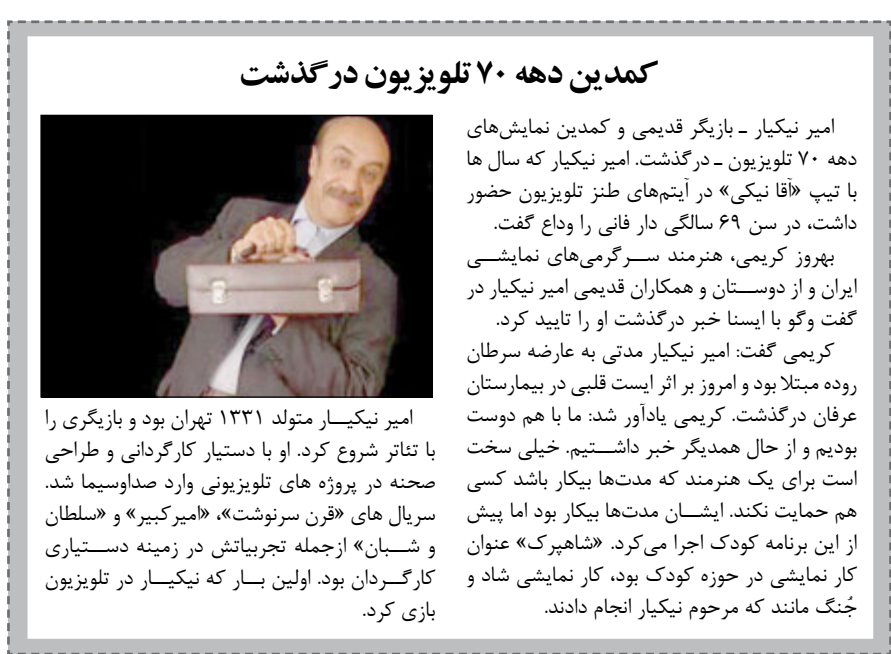 کمدین دهه ۷۰ تلویزیون درگذشت
امیر نیکیار ـ بازیگر قدیمی و کمدین نمایش‌های
دهه ۷۰ تلویزیون ـ درگذشت. امیر نیکیار که سال ها
با تیپ «آقا نیکی» در آیتم‌های طنز تلویزیون حضور
داشت، در سن ۶۹ سالگی دار فانی را وداع گفت.
بهروز کریمی، هنرمند سرگرمی‌های نمایشی
ایران و از دوستان و همکاران قدیمی امیر نیکیار در
گفت وگو با ایسنا خبر درگذشت او را تایید کرد.
کریمی گفت: امیر نیکیار مدتی به عارضه سرطان
روده مبتلا بود و امروز بر اثر ایست قلبی در بیمارستان
عرفان درگذشت. کریمی یادآور شد: ما با هم دوست
بودیم و از حال همدیگر خبر داشتیم. خیلی سخت
است برای یک هنرمند که مدت‌ها بیکار باشد کسی
هم حمایت نکند. ایشان مدت‌ها بیکار بود اما پیش
از این برنامه کودک اجرا می‌کرد. «شاهپرک» عنوان
کار نمایشی در حوزه کودک بود، کار نمایشی شاد و
جُنگ مانند که مرحوم نیکیار انجام دادند.
امیر نیکیار متولد ۱۳۳۱ تهران بود و بازیگری را
با تئاتر شروع کرد. او با دستیار کارگردانی و طراحی
صحنه در پروژه های تلویزیونی وارد صداوسیما شد.
سریال های «قرن سرنوشت»، «امیرکبیر» و «سلطان
و شبان» ازجمله تجربیاتش در زمینه دستیاری
کارگردان بود. اولین بار که نیکیار در تلویزیون
بازی کرد.